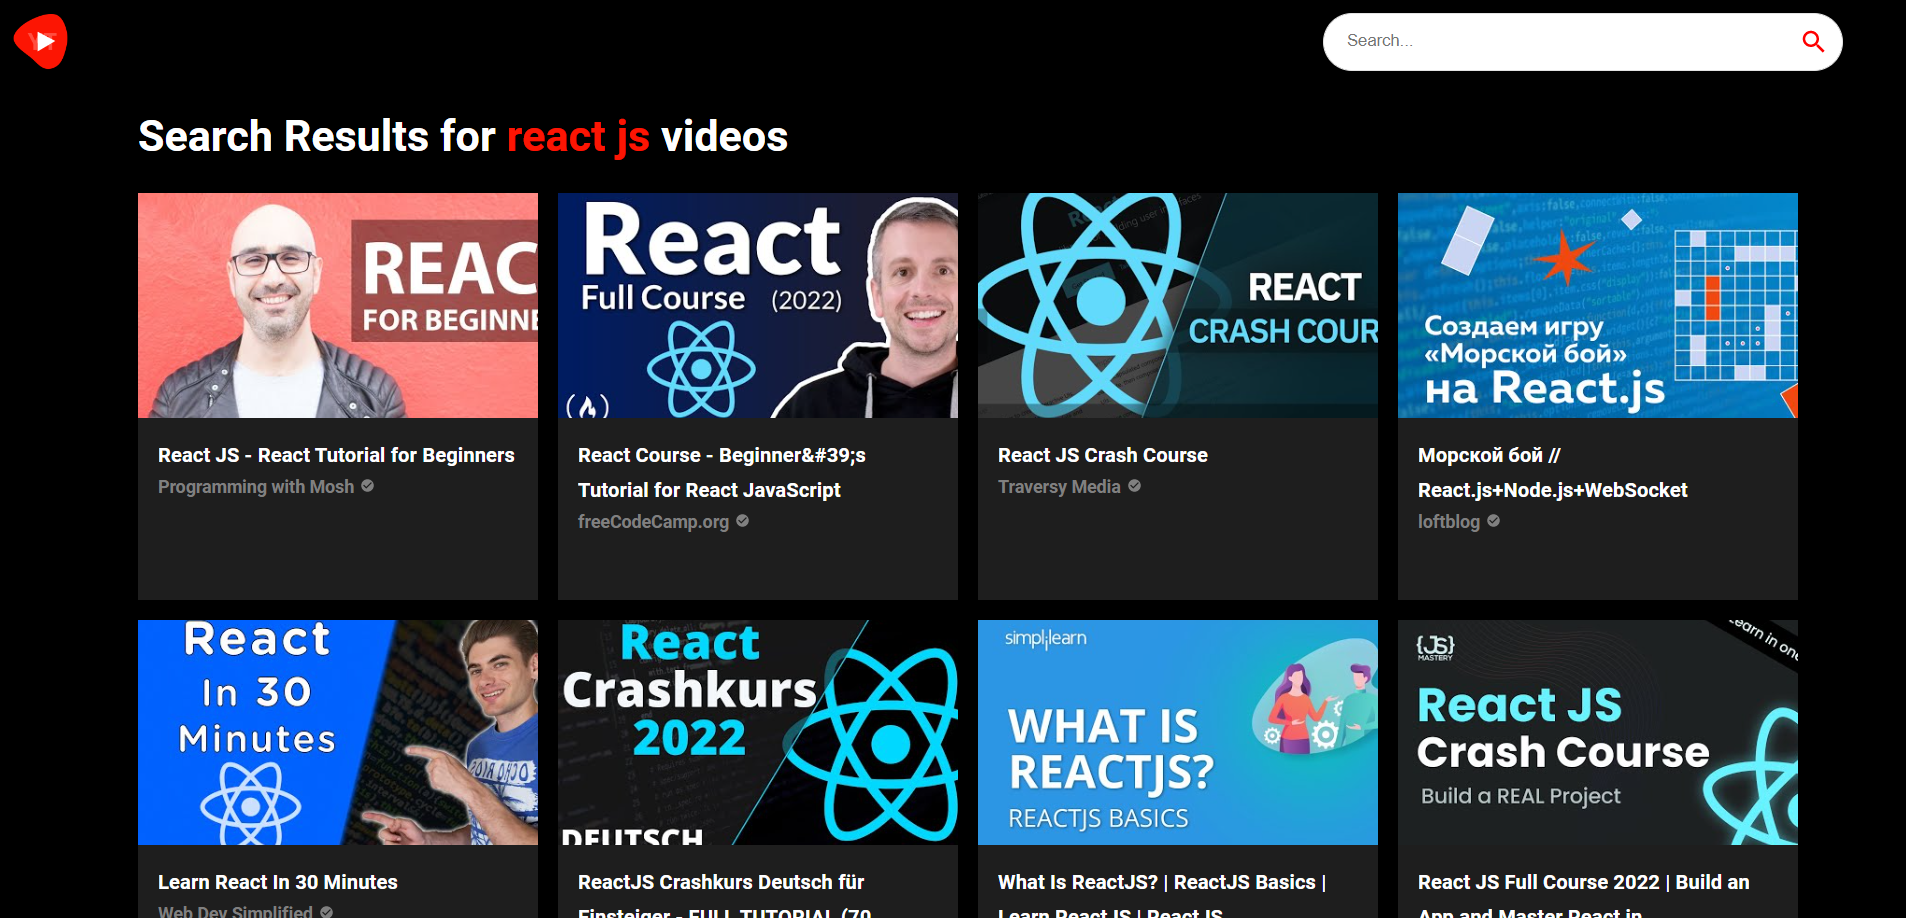 YT
Search...
Search Results for react js videos
REAC
FOR BEGINNE
React
Full Course (2022)
REACT
CRASH COUR
Создаем игру
«Морской бой»
на React.js
React JS - React Tutorial for Beginners
Programming with Mosh
React Course - Beginner&#39;s
Tutorial for React JavaScript
freeCodeCamp.org
React JS Crash Course
Traversy Media
Морской бой //
React.js+Node.js+WebSocket
loftblog
React
In 30
Minutes
React
Crashkurs
2022
DEUTSCH
simplilearn
WHAT IS
REACTJS?
REACTJS BASICS
{JS}
MASTERY
Learn in one
React JS
Crash Course
Build a REAL Project
Learn React In 30 Minutes
Web Dev Simplified
ReactJS Crashkurs Deutsch für
Einsteiger - FULL TUTORIAL (70
What Is ReactJS? | ReactJS Basics |
Learn ReactJS | ReactJS
React JS Full Course 2022 | Build an
App and Master React in